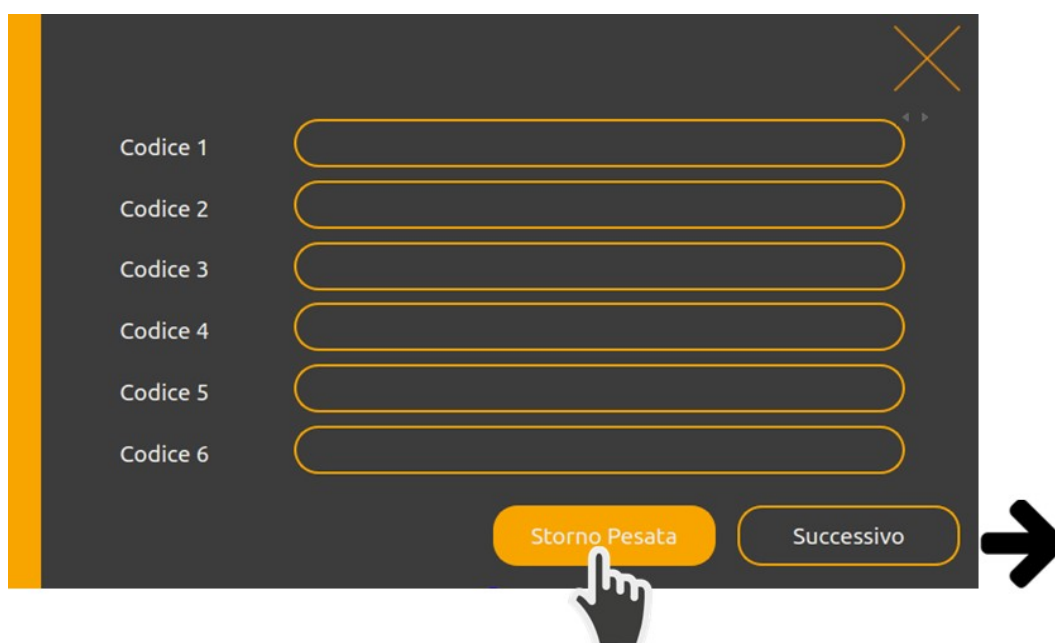 Codice 1
Codice 2
Codice 3
Codice 4
Codice 5
Codice 6
Storno Pesata
Successivo